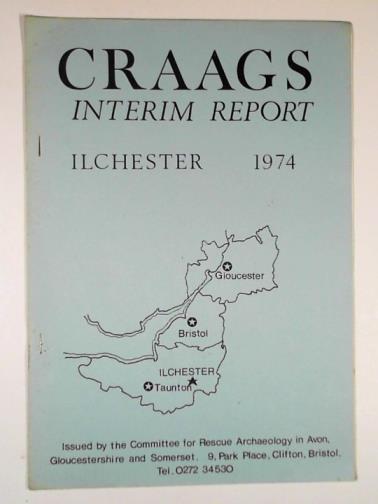 CRAAGS
INTERIM REPORT
ILCHESTER 1974
Gloucester
Bristol
ILCHESTER
Taunton
Issued by the Committee for Rescue Archaeology in Avon,
Gloucestershire and Somerset. 9, Park Place, Clifton, Bristol.
Tel. 0272 34530